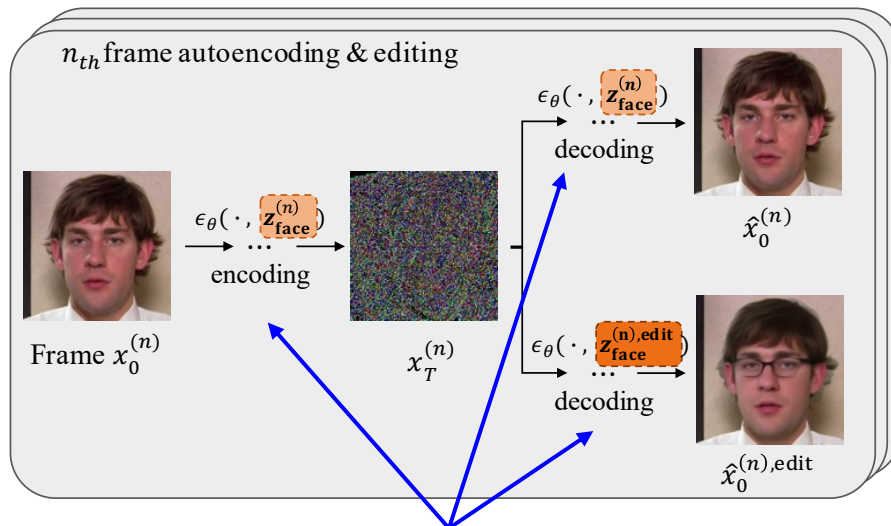 n_th frame autoencoding & editing
ϵ_θ(·, z_face^(n))
...
encoding
Frame x_0^(n)
x_T^(n)
ϵ_θ(·, z_face^(n))
...
decoding
x̂_0^(n)
ϵ_θ(·, z_face^(n),edit)
...
decoding
x̂_0^(n),edit